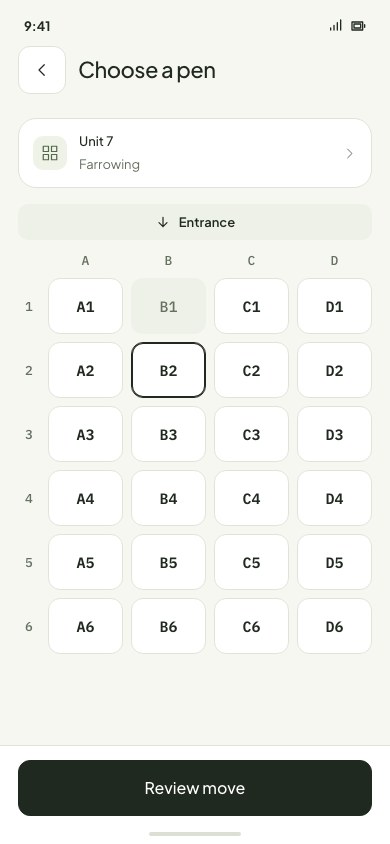 9:41
Choose a pen
Unit 7
Farrowing
Entrance
A B C D
1 A1 B1 C1 D1
2 A2 B2 C2 D2
3 A3 B3 C3 D3
4 A4 B4 C4 D4
5 A5 B5 C5 D5
6 A6 B6 C6 D6
Review move